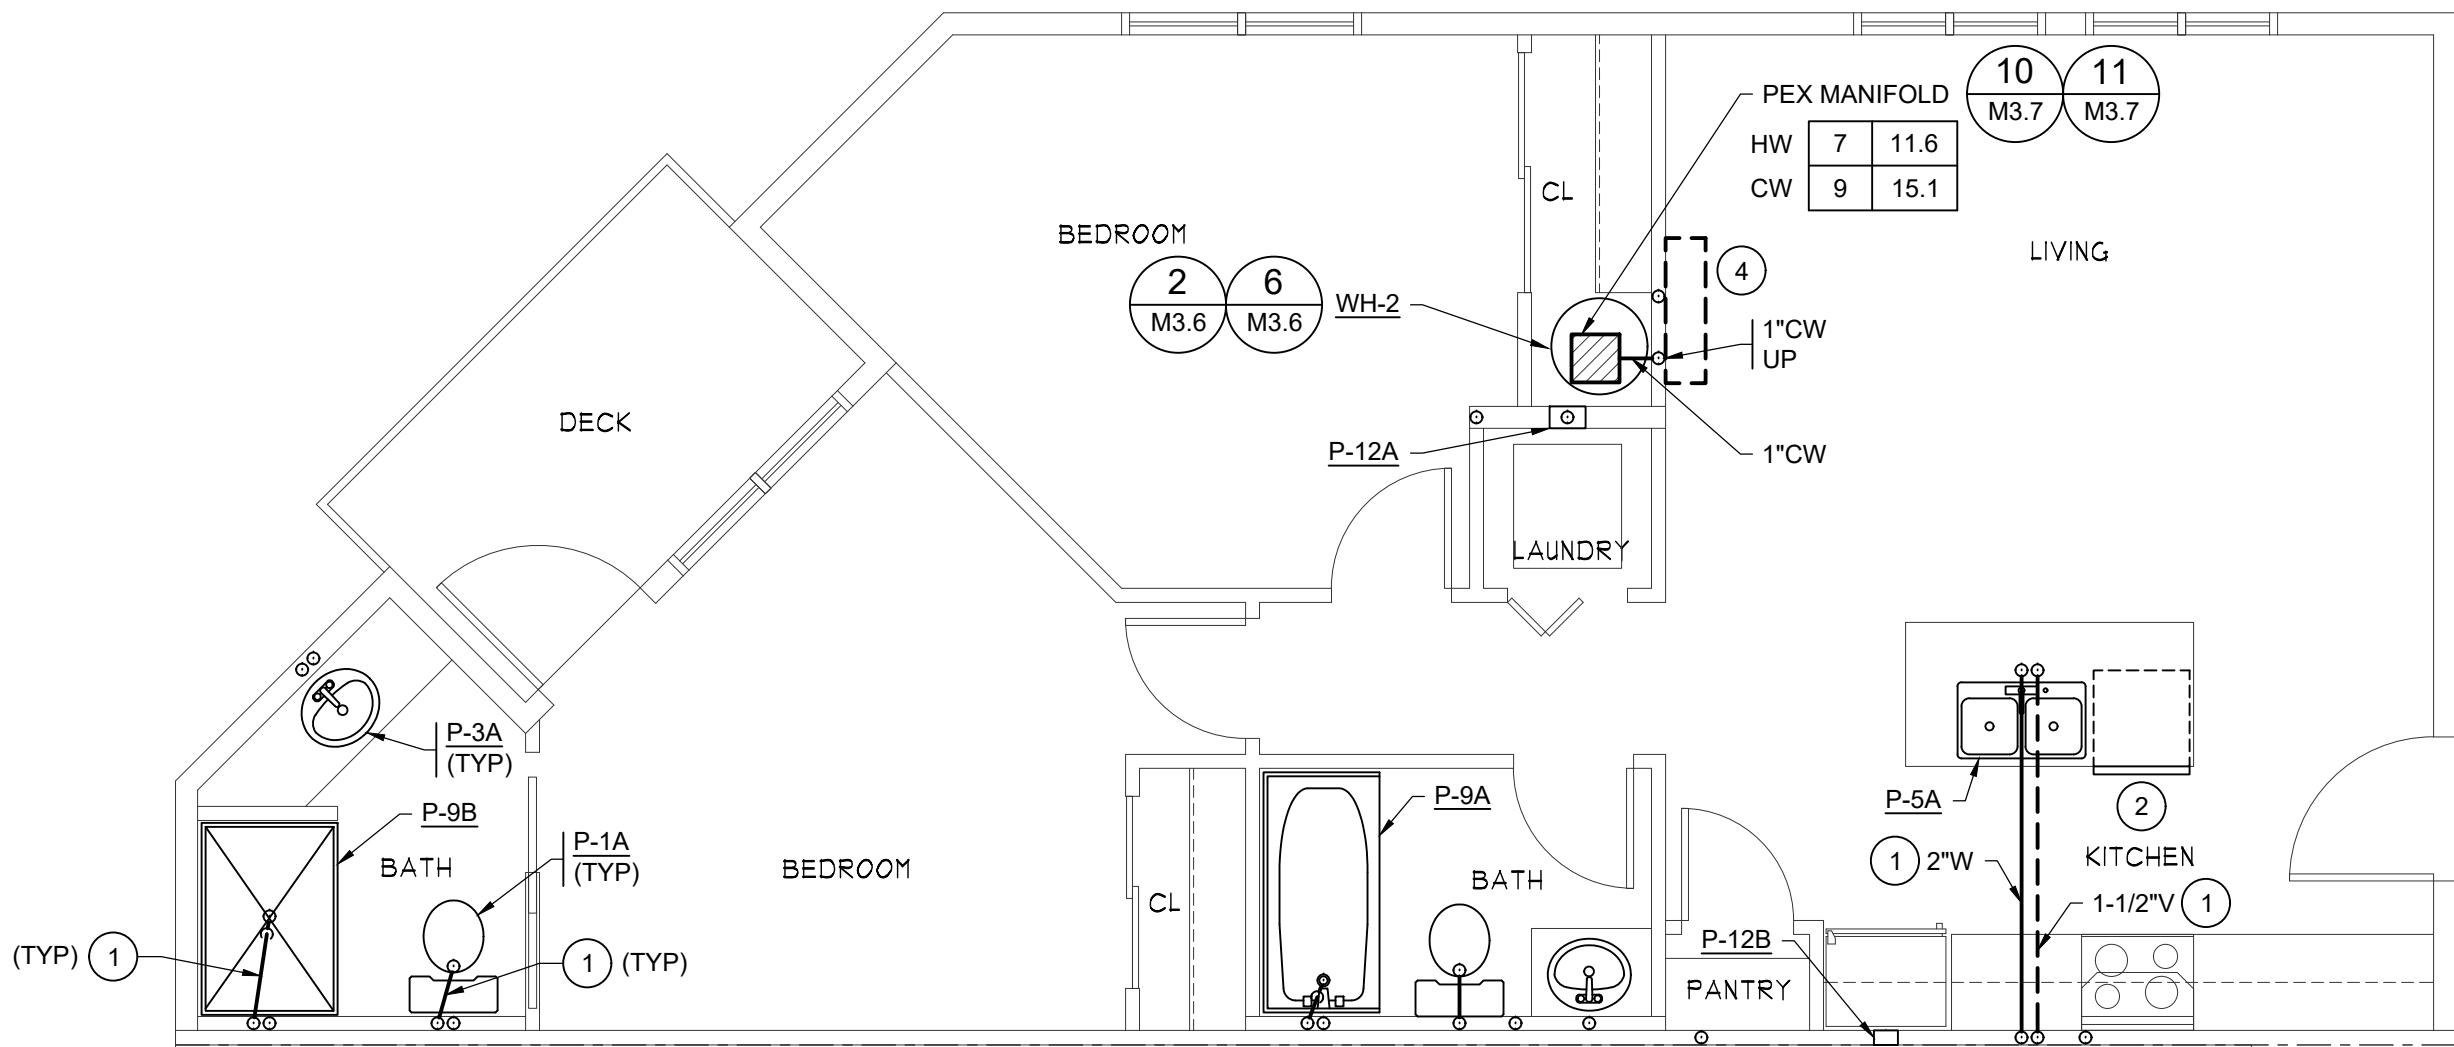 PEX MANIFOLD
10
M3.7
11
M3.7
HW 7 11.6
CW 9 15.1
CL
BEDROOM
2
M3.6
6
M3.6
WH-2
4
LIVING
1"CW
UP
DECK
P-12A
1"CW
LAUNDRY
P-3A
(TYP)
P-9B
P-1A
(TYP)
BATH
BEDROOM
CL
P-9A
BATH
P-5A
2
1 2"W
KITCHEN
1-1/2"V 1
P-12B
PANTRY
(TYP) 1
1 (TYP)